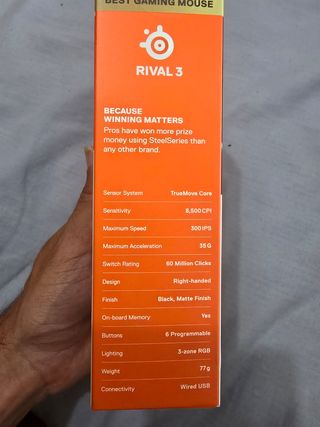 BEST GAMING MOUSE
RIVAL 3
BECAUSE
WINNING MATTERS
Pros have won more prize
money using SteelSeries than
any other brand.
Sensor System TrueMove Core
Sensitivity 8,500 CPI
Maximum Speed 300 IPS
Maximum Acceleration 35 G
Switch Rating 60 Million Clicks
Design Right-handed
Finish Black, Matte Finish
On-board Memory Yes
Buttons 6 Programmable
Lighting 3-zone RGB
Weight 77 g
Connectivity Wired USB